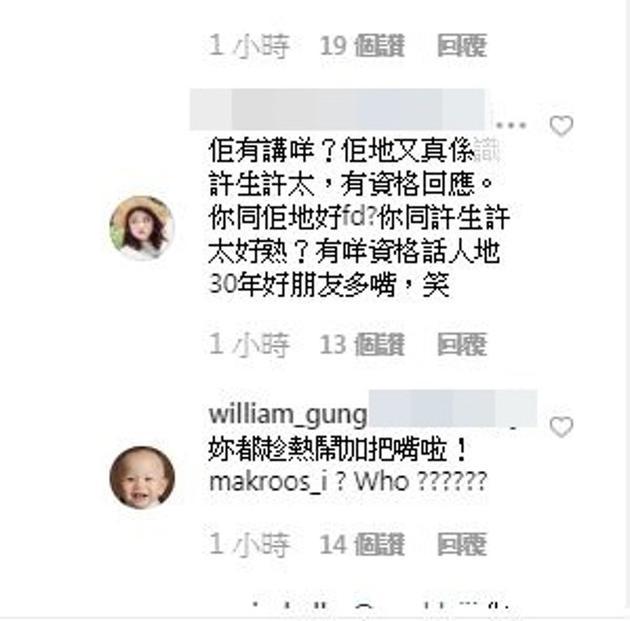 1 小時 19 個讚 回覆
...
佢有講咩？佢地又真係識
許生許太，有資格回應。
你同佢地好fd?你同許生許
太好熟？有咩資格話人地
30年好朋友多嘴，笑
1 小時 13 個讚 回覆
william_gung
妳都趁熱鬧加把嘴啦！
makroos_i ? Who ??????
1 小時 14 個讚 回覆